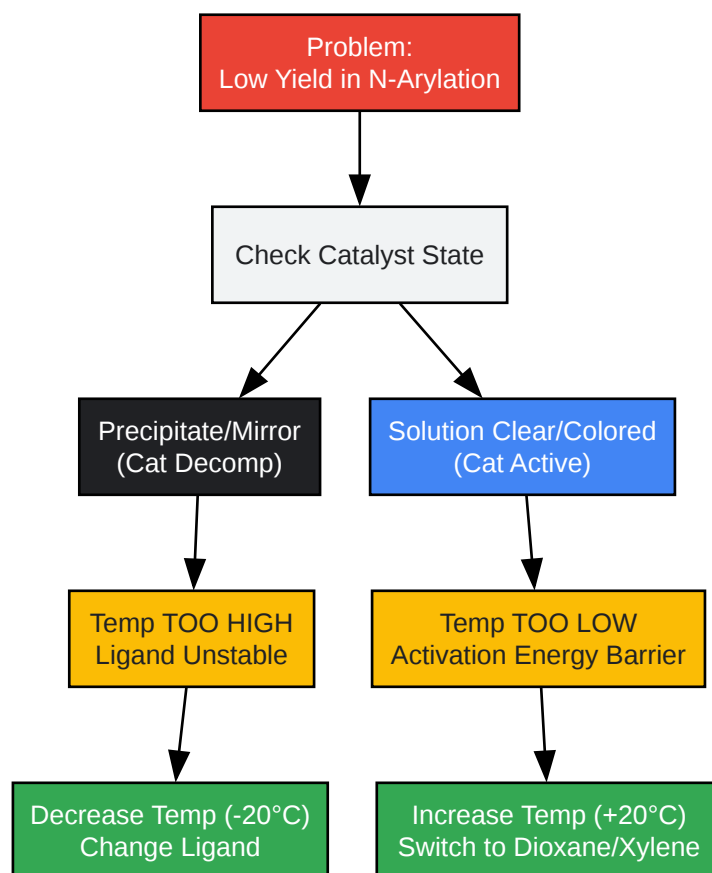 Problem:
Low Yield in N-Arylation
Check Catalyst State
Precipitate/Mirror
(Cat Decomp)
Solution Clear/Colored
(Cat Active)
Temp TOO HIGH
Ligand Unstable
Temp TOO LOW
Activation Energy Barrier
Decrease Temp (-20°C)
Change Ligand
Increase Temp (+20°C)
Switch to Dioxane/Xylene